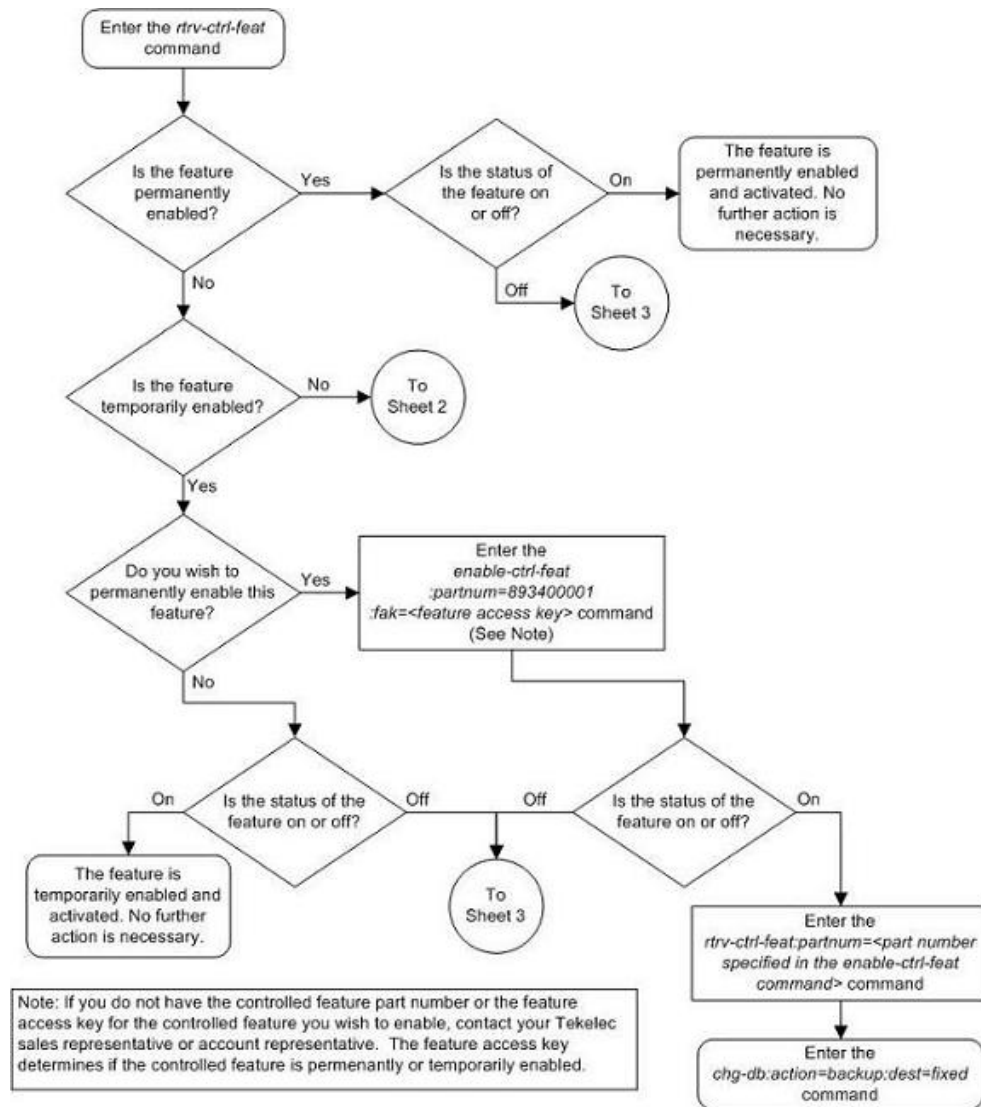 Enter the rtrv-ctrl-feat
command
Is the feature
permanently
enabled?
Yes
Is the status of
the feature on
or off?
On
The feature is
permanently enabled
and activated. No
further action is
necessary.
No
Off
To
Sheet 3
Is the feature
temporarily enabled?
No
To
Sheet 2
Yes
Do you wish to
permanently enable this
feature?
Yes
Enter the
enable-ctrl-feat
:partnum=893400001
:fak=<feature access key> command
(See Note)
No
On
Is the status of the
feature on or off?
Off
Off
Is the status of the
feature on or off?
On
The feature is
temporarily enabled and
activated. No further
action is necessary.
To
Sheet 3
Enter the
rtrv-ctrl-feat:partnum=<part number
specified in the enable-ctrl-feat
command> command
Note: If you do not have the controlled feature part number or the feature
access key for the controlled feature you wish to enable, contact your Tekelec
sales representative or account representative.  The feature access key
determines if the controlled feature is permenantly or temporarily enabled.
Enter the
chg-db:action=backup:dest=fixed
command